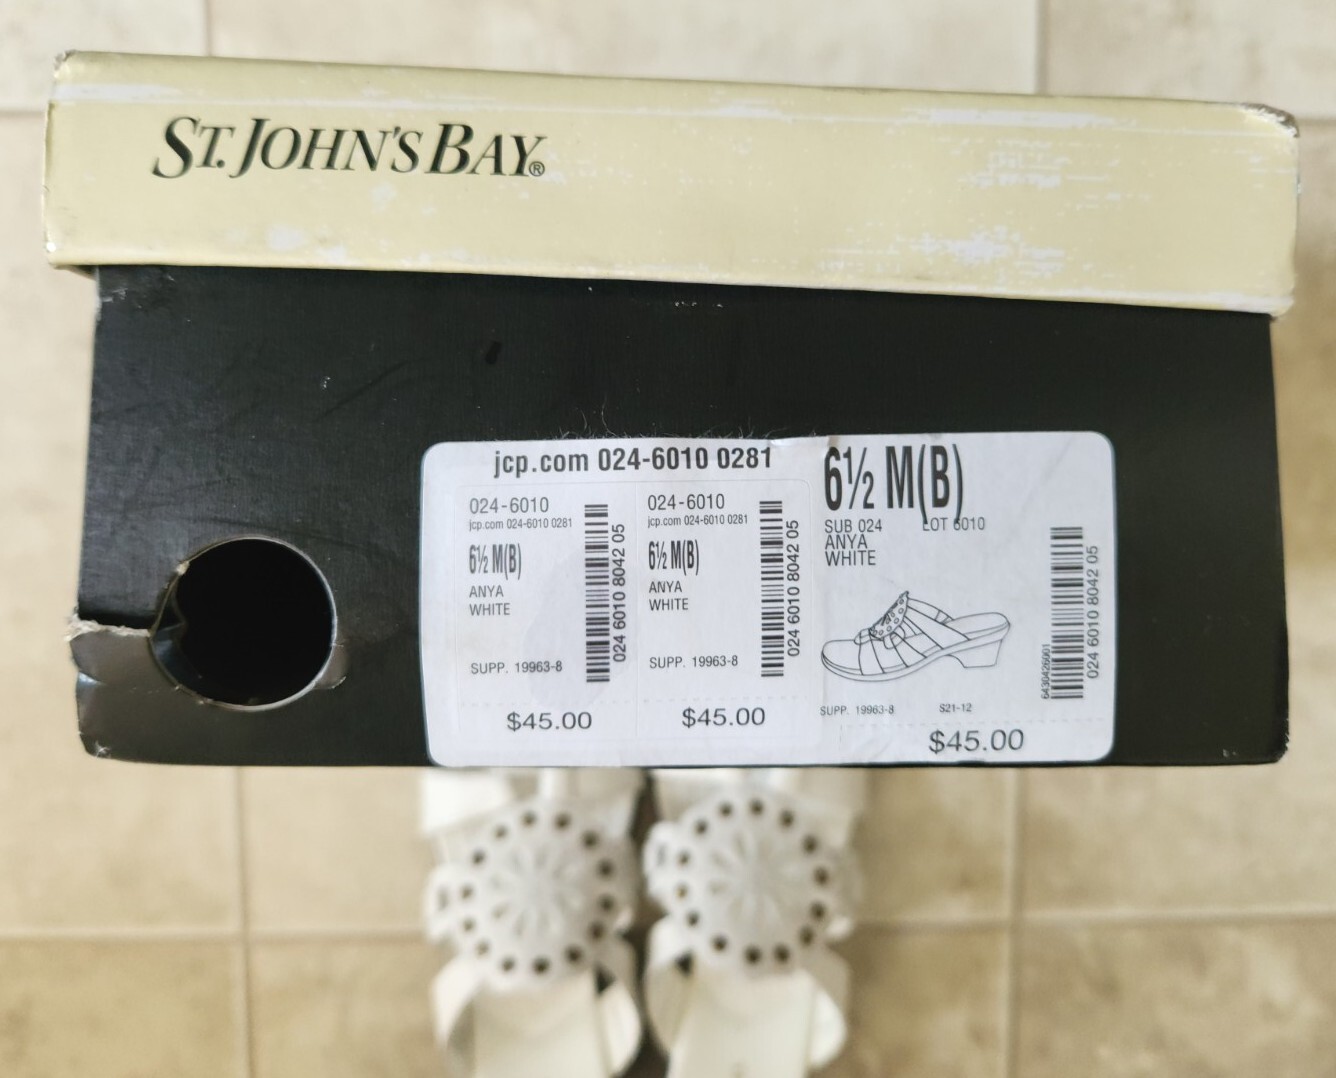 ST. JOHN'S BAY®
jcp.com 024-6010 0281
024-6010
jcp.com 024-6010 0281
6½ M(B)
ANYA
WHITE
SUPP. 19963-8
024 6010 8042 05
$45.00
024-6010
jcp.com 024-6010 0281
6½ M(B)
ANYA
WHITE
SUPP. 19963-8
024 6010 8042 05
$45.00
6½ M(B)
SUB 024 LOT 6010
ANYA
WHITE
SUPP. 19963-8 S21-12
6430426001
024 6010 8042 05
$45.00